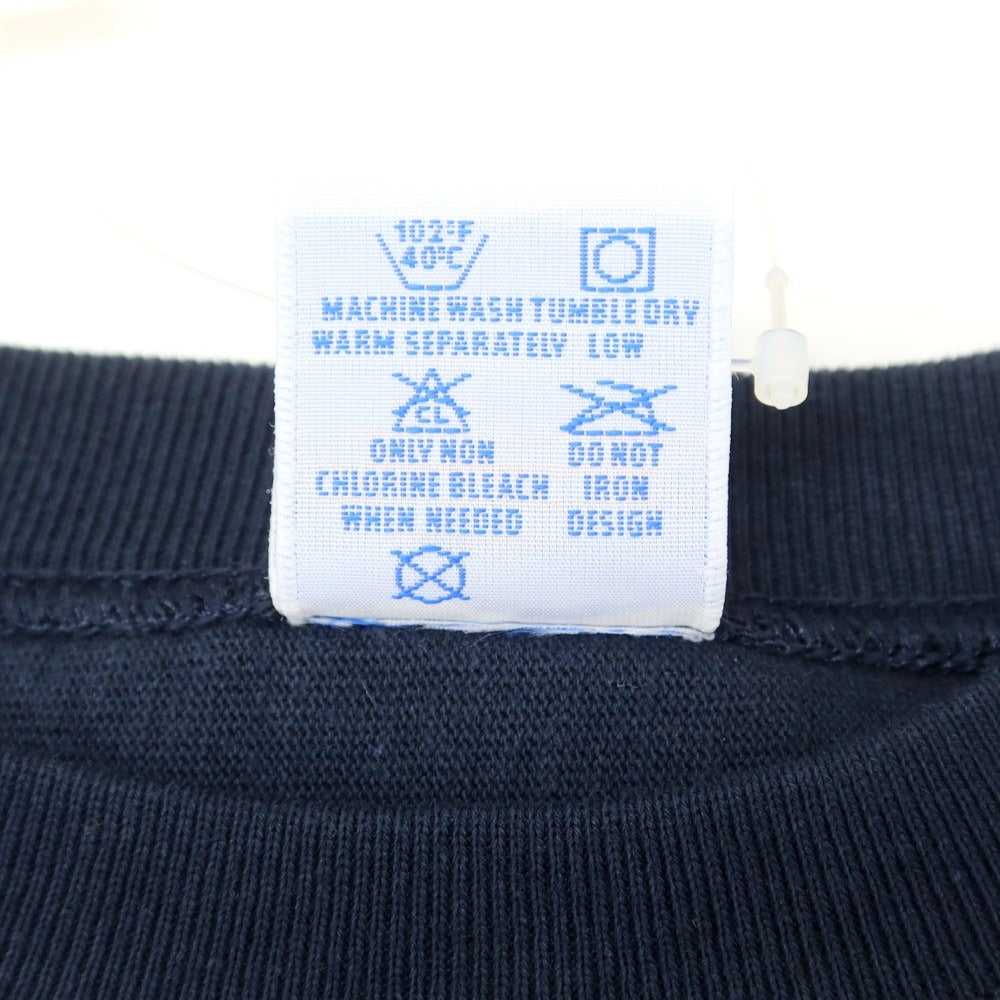 102°F
40°C
MACHINE WASH TUMBLE DRY
WARM SEPARATELY LOW
CL
ONLY NON DO NOT
CHLORINE BLEACH IRON
WHEN NEEDED DESIGN